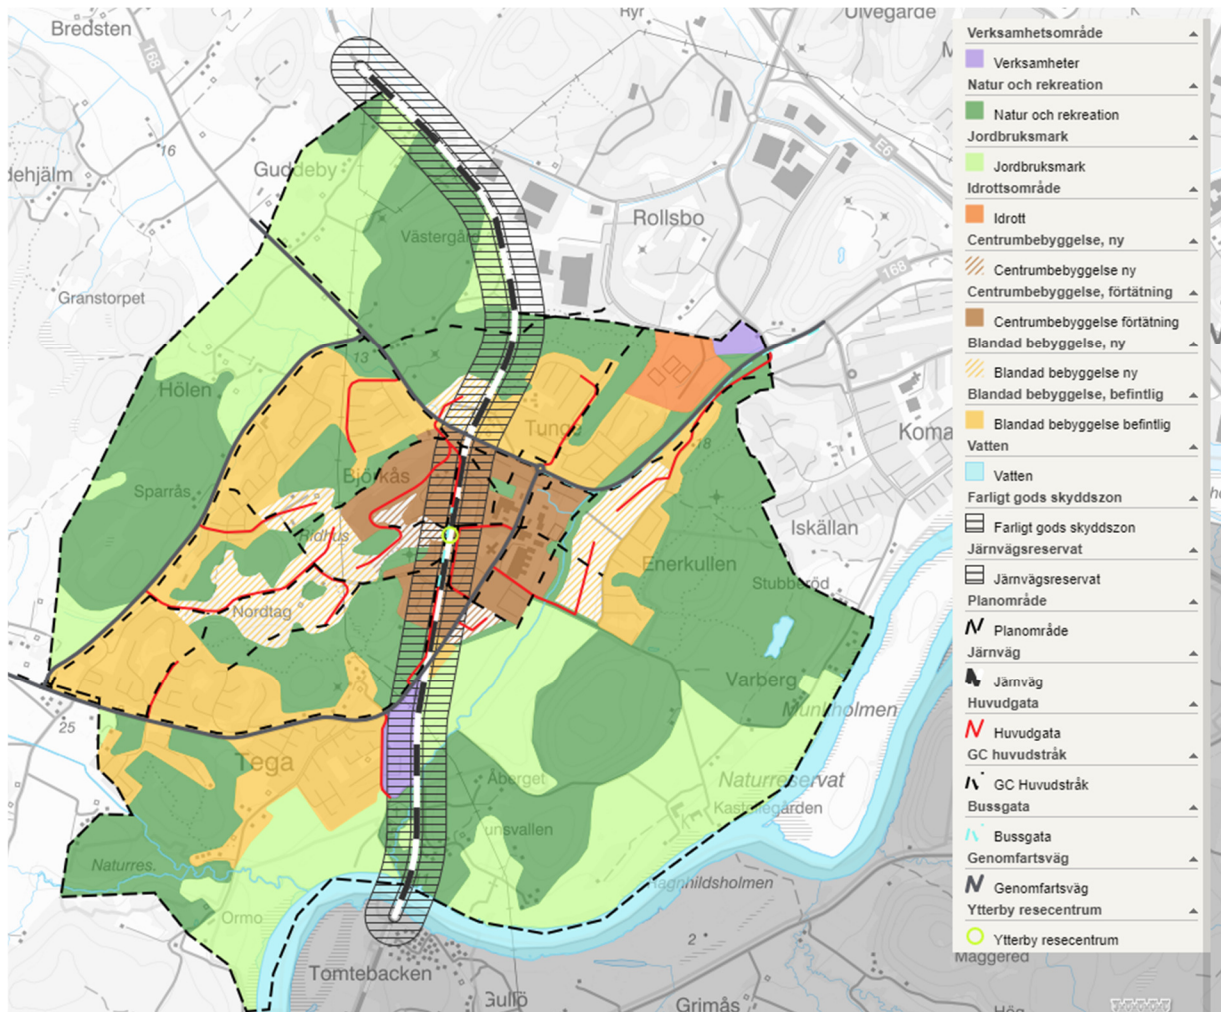 Bredsten
Ryr
Ulvegärde
168
E6
16
Guddeby
dehjälm
Rollsbo
Västergård
168
Granstorpet
13
Hölen
Tunge
Koma
18
Björkås
Sparrås
Ridhus
Iskällan
Enerkullen
Stubberöd
Nordtag
Varberg
Munkholmen
25
Tega
Åberget
Naturreservat
Kastellegården
unsvallen
Naturres.
Ragnhildsholmen
Ormo
2
Tomtebacken
Gullö
Grimås
Maggered
Hög
Verksamhetsområde
Verksamheter
Natur och rekreation
Natur och rekreation
Jordbruksmark
Jordbruksmark
Idrottsområde
Idrott
Centrumbebyggelse, ny
Centrumbebyggelse ny
Centrumbebyggelse, förtätning
Centrumbebyggelse förtätning
Blandad bebyggelse, ny
Blandad bebyggelse ny
Blandad bebyggelse, befintlig
Blandad bebyggelse befintlig
Vatten
Vatten
Farligt gods skyddszon
Farligt gods skyddszon
Järnvägsreservat
Järnvägsreservat
Planområde
Planområde
Järnväg
Järnväg
Huvudgata
Huvudgata
GC huvudstråk
GC Huvudstråk
Bussgata
Bussgata
Genomfartsväg
Genomfartsväg
Ytterby resecentrum
Ytterby resecentrum